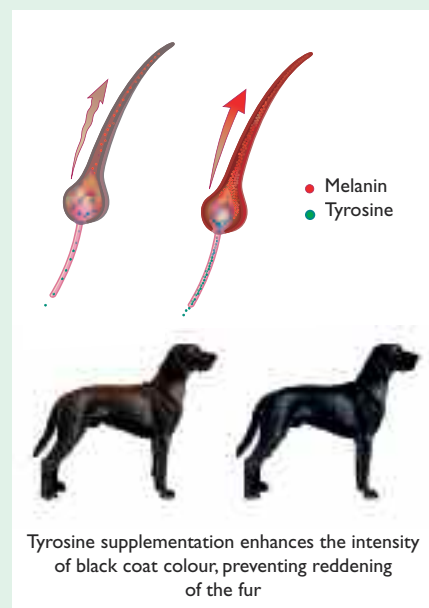 Melanin
Tyrosine
Tyrosine supplementation enhances the intensity
of black coat colour, preventing reddening
of the fur